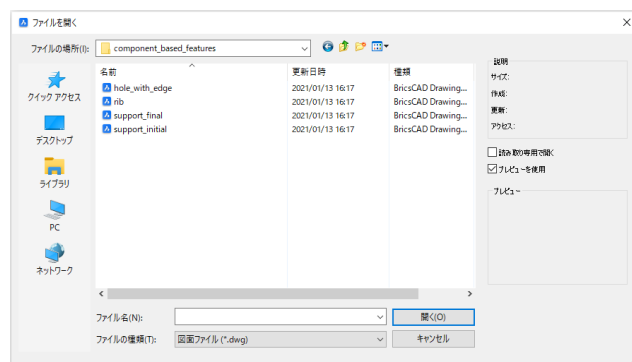 ファイルを開く
ファイルの場所(I):
component_based_features
名前
更新日時
種類
hole_with_edge
2021/01/13 16:17
BricsCAD Drawing...
rib
2021/01/13 16:17
BricsCAD Drawing...
support_final
2021/01/13 16:17
BricsCAD Drawing...
support_initial
2021/01/13 16:17
BricsCAD Drawing...
クイック アクセス
デスクトップ
ライブラリ
PC
ネットワーク
ファイル名(N):
開く(O)
ファイルの種類(T):
図面ファイル (*.dwg)
キャンセル
説明
サイズ:
作成:
更新:
アクセス:
読み取り専用で開く
プレビューを使用
プレビュー